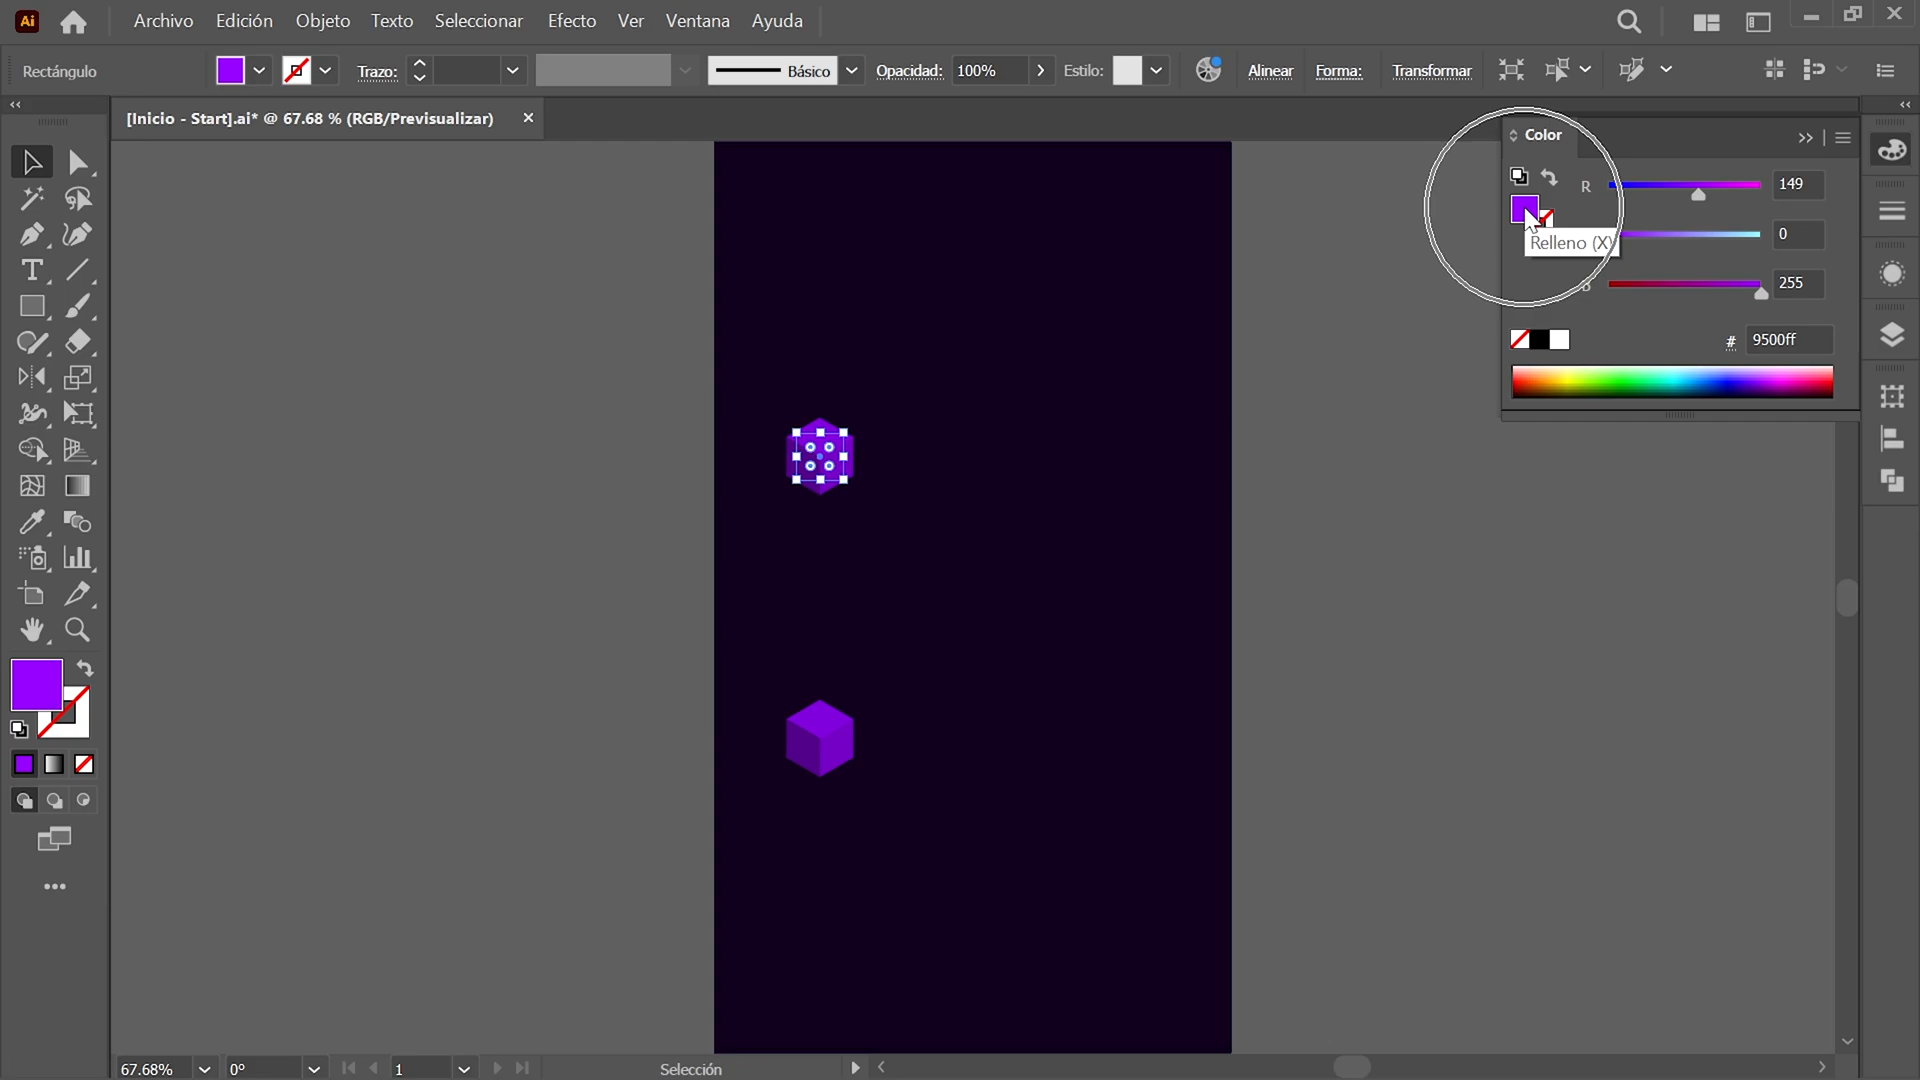 Ai Archivo Edición Objeto Texto Seleccionar Efecto Ver Ventana Ayuda
Rectángulo Trazo: Básico Opacidad: 100% Estilo: Alinear Forma: Transformar
[Inicio - Start].ai* @ 67.68 % (RGB/Previsualizar)
Color
R 149
Relleno (X) 0
B 255
# 9500ff
67.68% 0° 1 Selección